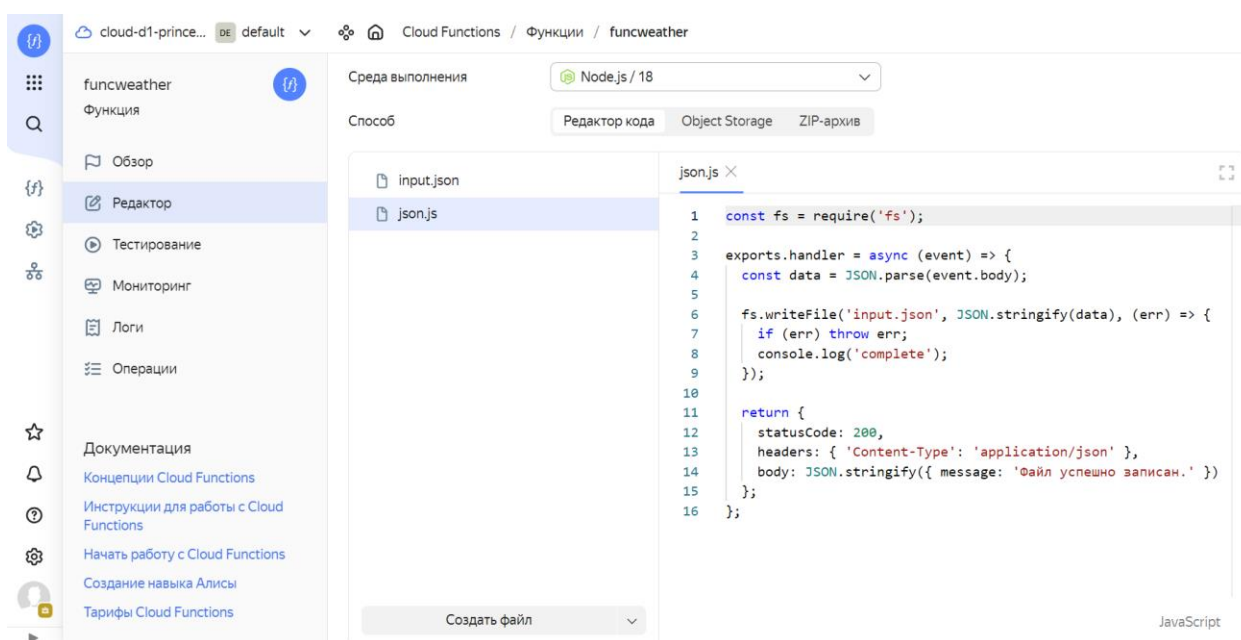 cloud-d1-prince... DE default
Cloud Functions / Функции / funcweather
{ƒ}
funcweather
{ƒ}
Функция
Обзор
Редактор
Тестирование
Мониторинг
Логи
Операции
Документация
Концепции Cloud Functions
Инструкции для работы с Cloud
Functions
Начать работу с Cloud Functions
Создание навыка Алисы
Тарифы Cloud Functions
{ƒ}
Среда выполнения
Node.js / 18
Способ
Редактор кода Object Storage ZIP-архив
input.json
json.js
Создать файл
json.js
1 const fs = require('fs');
2
3 exports.handler = async (event) => {
4 const data = JSON.parse(event.body);
5
6 fs.writeFile('input.json', JSON.stringify(data), (err) => {
7 if (err) throw err;
8 console.log('complete');
9 });
10
11 return {
12 statusCode: 200,
13 headers: { 'Content-Type': 'application/json' },
14 body: JSON.stringify({ message: 'Файл успешно записан.' })
15 };
16 };
JavaScript